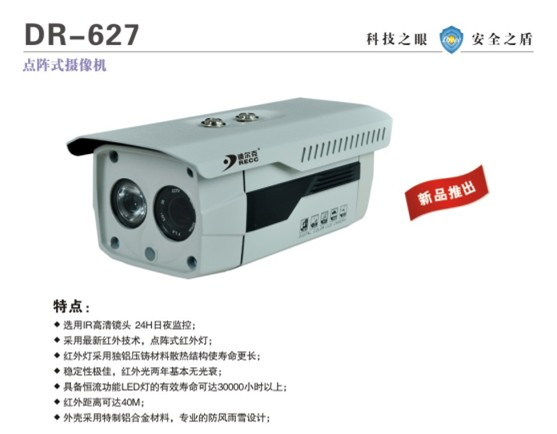 DR-627
科技之眼 安全之盾
点阵式摄像机
迪尔克
RECC
新品推出
特点：
◆ 选用IR高清镜头 24H日夜监控；
◆ 采用最新红外技术，点阵式红外灯；
◆ 红外灯采用独铝压铸材料散热结构使寿命更长；
◆ 稳定性极佳，红外光两年基本无光衰；
◆ 具备恒流功能LED灯的有效寿命可达30000小时以上；
◆ 红外距离可达40M；
◆ 外壳采用特制铝合金材料，专业的防风雨雪设计；